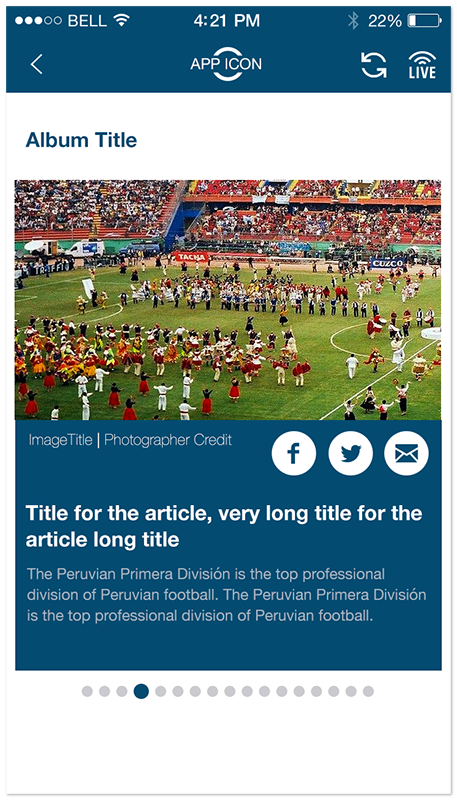 BELL 4:21 PM 22%
APP ICON
LIVE
Album Title
TACNA
CUZCO
ImageTitle | Photographer Credit
Title for the article, very long title for the
article long title
The Peruvian Primera División is the top professional
division of Peruvian football. The Peruvian Primera División
is the top professional division of Peruvian football.